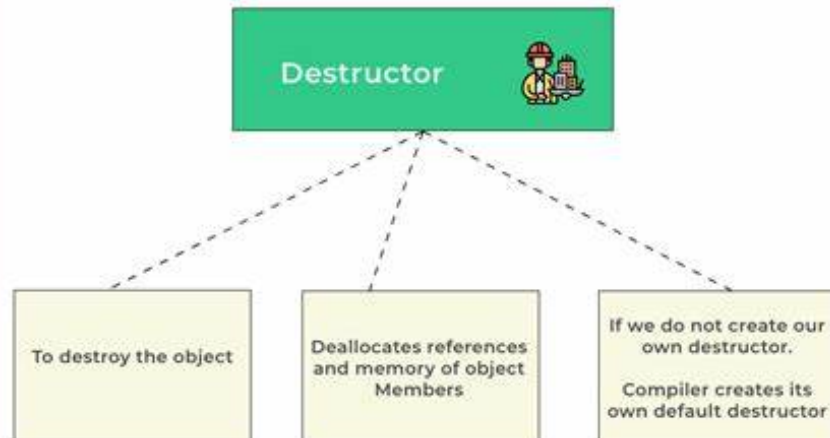 Destructor
To destroy the object
Deallocates references
and memory of object
Members
If we do not create our
own destructor.
Compiler creates its
own default destructor